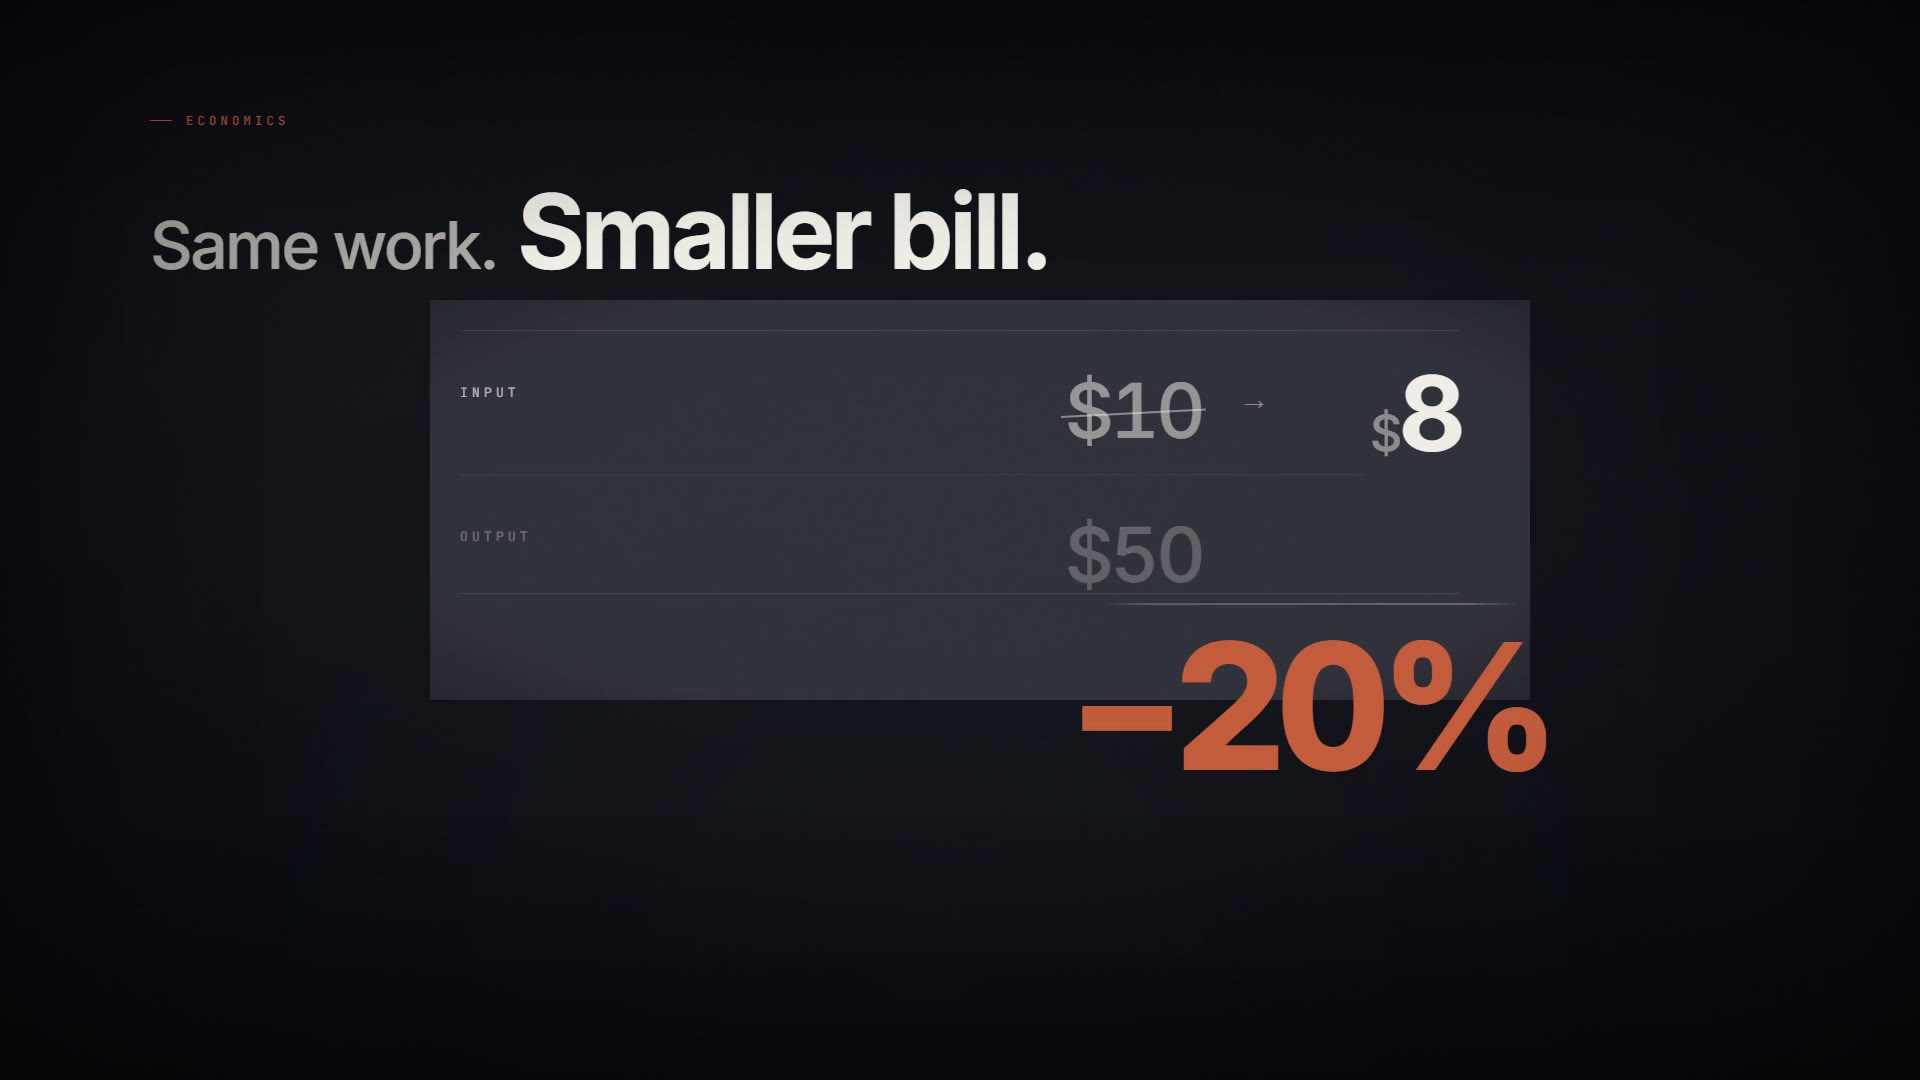 ECONOMICS
Same work. Smaller bill.
INPUT $10 → $8
OUTPUT $50
–20%